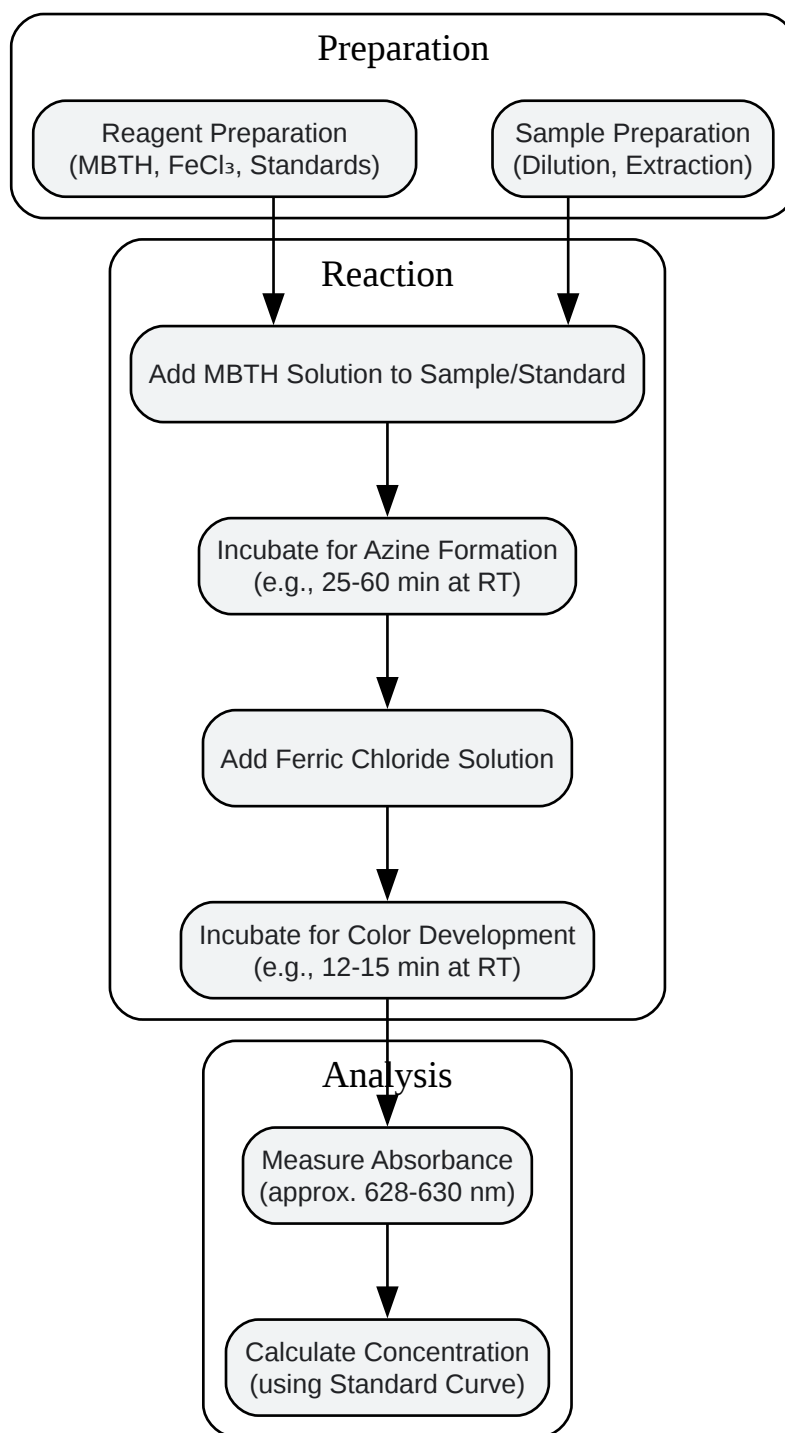 Preparation
Reagent Preparation
(MBTH, FeCl₃, Standards)
Sample Preparation
(Dilution, Extraction)
Reaction
Add MBTH Solution to Sample/Standard
Incubate for Azine Formation
(e.g., 25-60 min at RT)
Add Ferric Chloride Solution
Incubate for Color Development
(e.g., 12-15 min at RT)
Analysis
Measure Absorbance
(approx. 628-630 nm)
Calculate Concentration
(using Standard Curve)